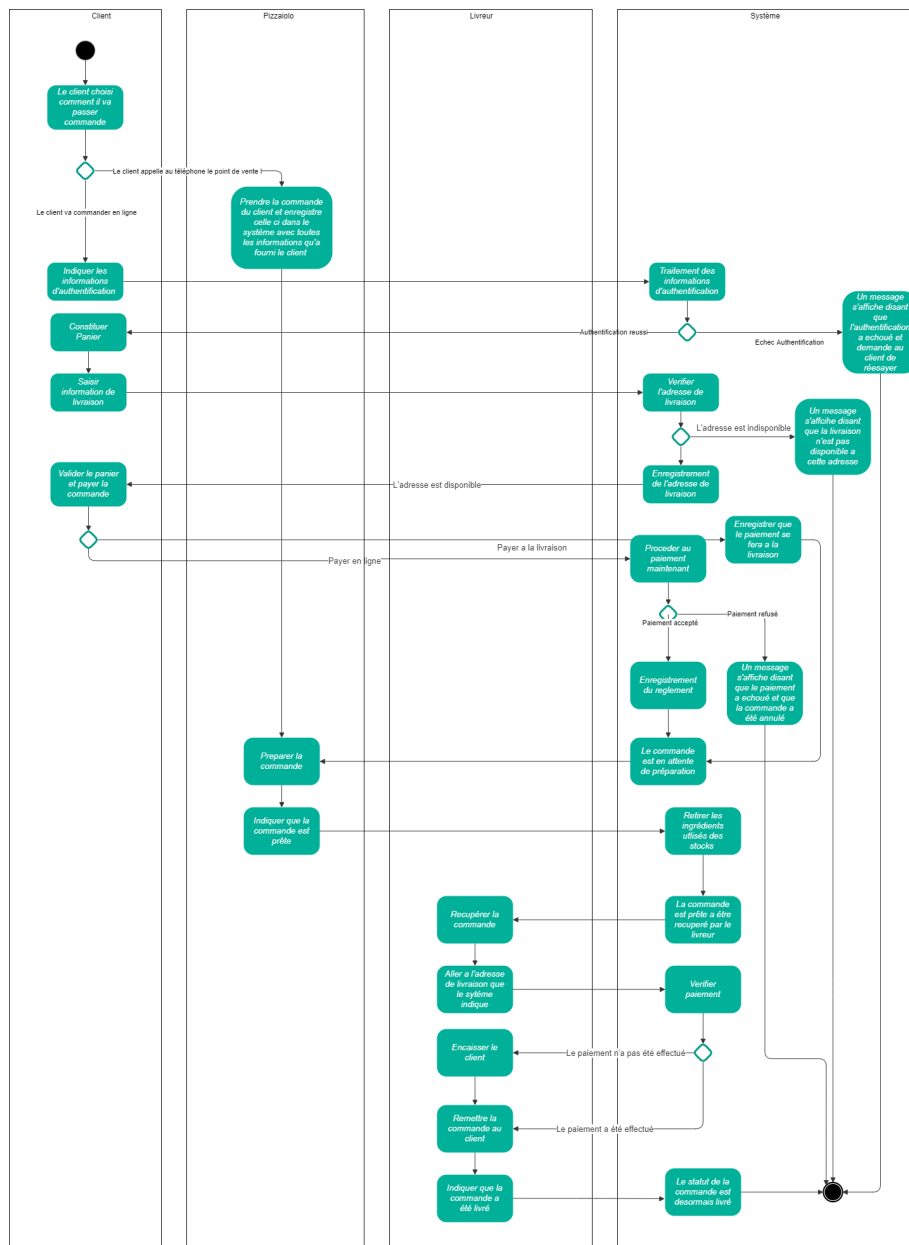 Client
Pizzaiolo
Livreur
Système
Le client choisi
comment il va
passer
commande
Le client appelle au téléphone le point de vente l
Le client va commander en ligne
Prendre la commande
du client et enregistre
celle ci dans le
systéme avec toutes
les informations qu'a
fourni le client
Indiquer les
informations
d'authentification
Traitement des
informations
d'authentification
Un message
s'affiche disant
que
l'authentification
a echoué et
demande au
client de
réesayer
Constituer
Panier
Authentification reussi
Echec Authentification
Saisir
information de
livraison
Verifier
l'adresse de
livraison
Un message
s'affcihe disant
que la livraison
n'est pas
disponible a
cette adresse
L'adresse est indisponible
Valider le panier
et payer la
commande
L'adresse est disponible
Enregistrement
de l'adresse de
livraison
Enregistrer que
le paiement se
fera a la
livraison
Payer a la livraison
Payer en ligne
Proceder au
paiement
maintenant
Paiement refusé
Paiement accepté
Enregistrement
du reglement
Un message
s'affiche disant
que le paiement
a echoué et que
la commande a
été annulé
Preparer la
commande
Le commande
est en attente
de préparation
Indiquer que la
commande est
prête
Retirer les
ingrédients
utlisés des
stocks
Recupérer la
commande
La commande
est prête a être
recuperé par le
livreur
Aller a l'adresse
de livraison que
le sytéme
indique
Verifier
paiement
Encaisser le
client
Le paiement n'a pas été effectué
Remettre la
commande au
client
Le paiement a été effectué
Indiquer que la
commande a
été livré
Le statut de la
commande est
desormais livré